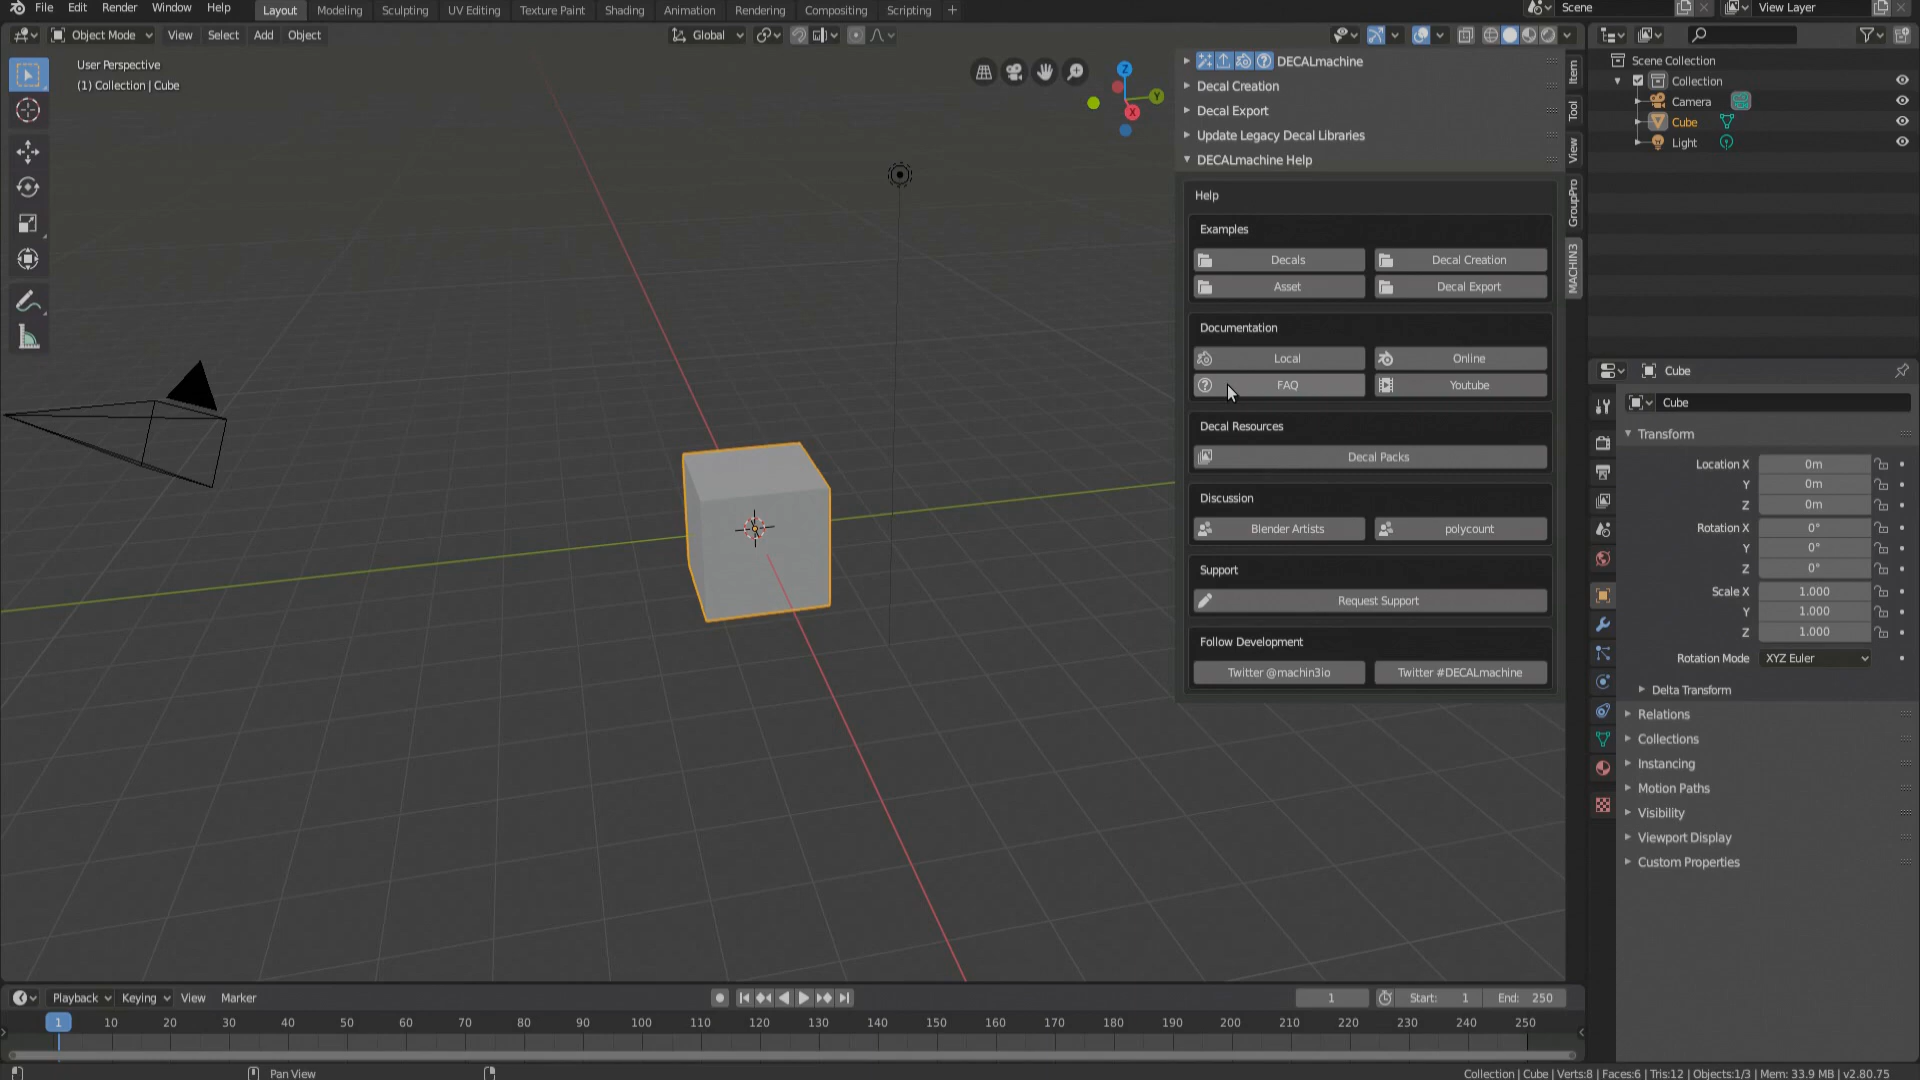 File Edit Render Window Help Layout Modeling Sculpting UV Editing Texture Paint Shading Animation Rendering Compositing Scripting + Scene View Layer
Object Mode View Select Add Object Global
User Perspective
(1) Collection | Cube
Z
Y
X
DECALmachine
Decal Creation
Decal Export
Update Legacy Decal Libraries
DECALmachine Help
Help
Examples
Decals Decal Creation
Asset Decal Export
Documentation
Local Online
FAQ Youtube
Decal Resources
Decal Packs
Discussion
Blender Artists polycount
Support
Request Support
Follow Development
Twitter @machin3io Twitter #DECALmachine
Item
Tool
View
GroupPro
MACHIN3
Scene Collection
Collection
Camera
Cube
Light
Cube
Cube
Transform
Location X 0m
Y 0m
Z 0m
Rotation X 0°
Y 0°
Z 0°
Scale X 1.000
Y 1.000
Z 1.000
Rotation Mode XYZ Euler
Delta Transform
Relations
Collections
Instancing
Motion Paths
Visibility
Viewport Display
Custom Properties
Playback Keying View Marker 1 Start: 1 End: 250
1 10 20 30 40 50 60 70 80 90 100 110 120 130 140 150 160 170 180 190 200 210 220 230 240 250
Pan View
Collection | Cube | Verts:8 | Faces:6 | Tris:12 | Objects:1/3 | Mem: 33.9 MB | v2.80.75